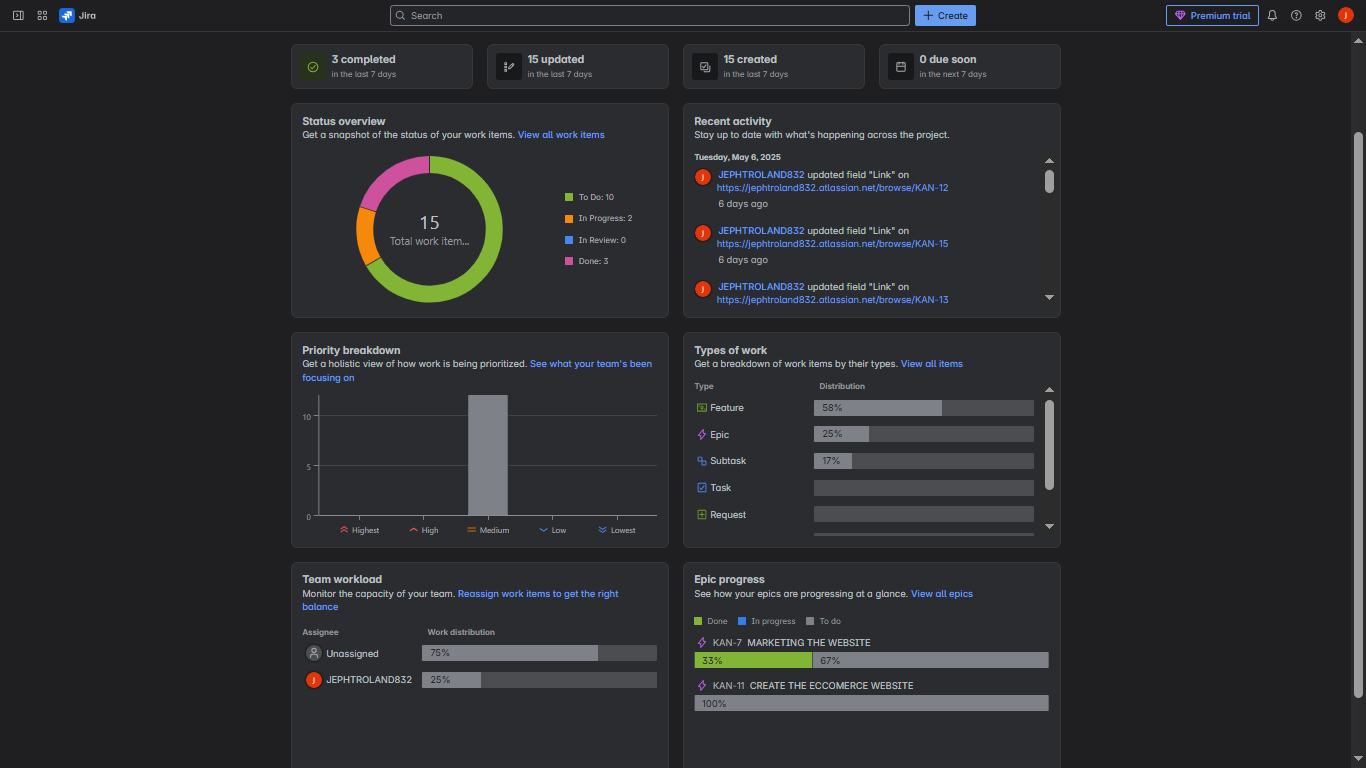 Jira
Search
Create
Premium trial
J
3 completed
in the last 7 days
15 updated
in the last 7 days
15 created
in the last 7 days
0 due soon
in the next 7 days
Status overview
Get a snapshot of the status of your work items. View all work items
15
Total work item...
To Do: 10
In Progress: 2
In Review: 0
Done: 3
Recent activity
Stay up to date with what's happening across the project.
Tuesday, May 6, 2025
J
JEPHTROLAND832 updated field "Link" on
https://jephtroland832.atlassian.net/browse/KAN-12
6 days ago
J
JEPHTROLAND832 updated field "Link" on
https://jephtroland832.atlassian.net/browse/KAN-15
6 days ago
J
JEPHTROLAND832 updated field "Link" on
https://jephtroland832.atlassian.net/browse/KAN-13
Priority breakdown
Get a holistic view of how work is being prioritized. See what your team's been
focusing on
10
5
0
Highest
High
Medium
Low
Lowest
Types of work
Get a breakdown of work items by their types. View all items
Type Distribution
Feature 58%
Epic 25%
Subtask 17%
Task
Request
Team workload
Monitor the capacity of your team. Reassign work items to get the right
balance
Assignee Work distribution
Unassigned 75%
J JEPHTROLAND832 25%
Epic progress
See how your epics are progressing at a glance. View all epics
Done In progress To do
KAN-7 MARKETING THE WEBSITE
33% 67%
KAN-11 CREATE THE ECCOMERCE WEBSITE
100%